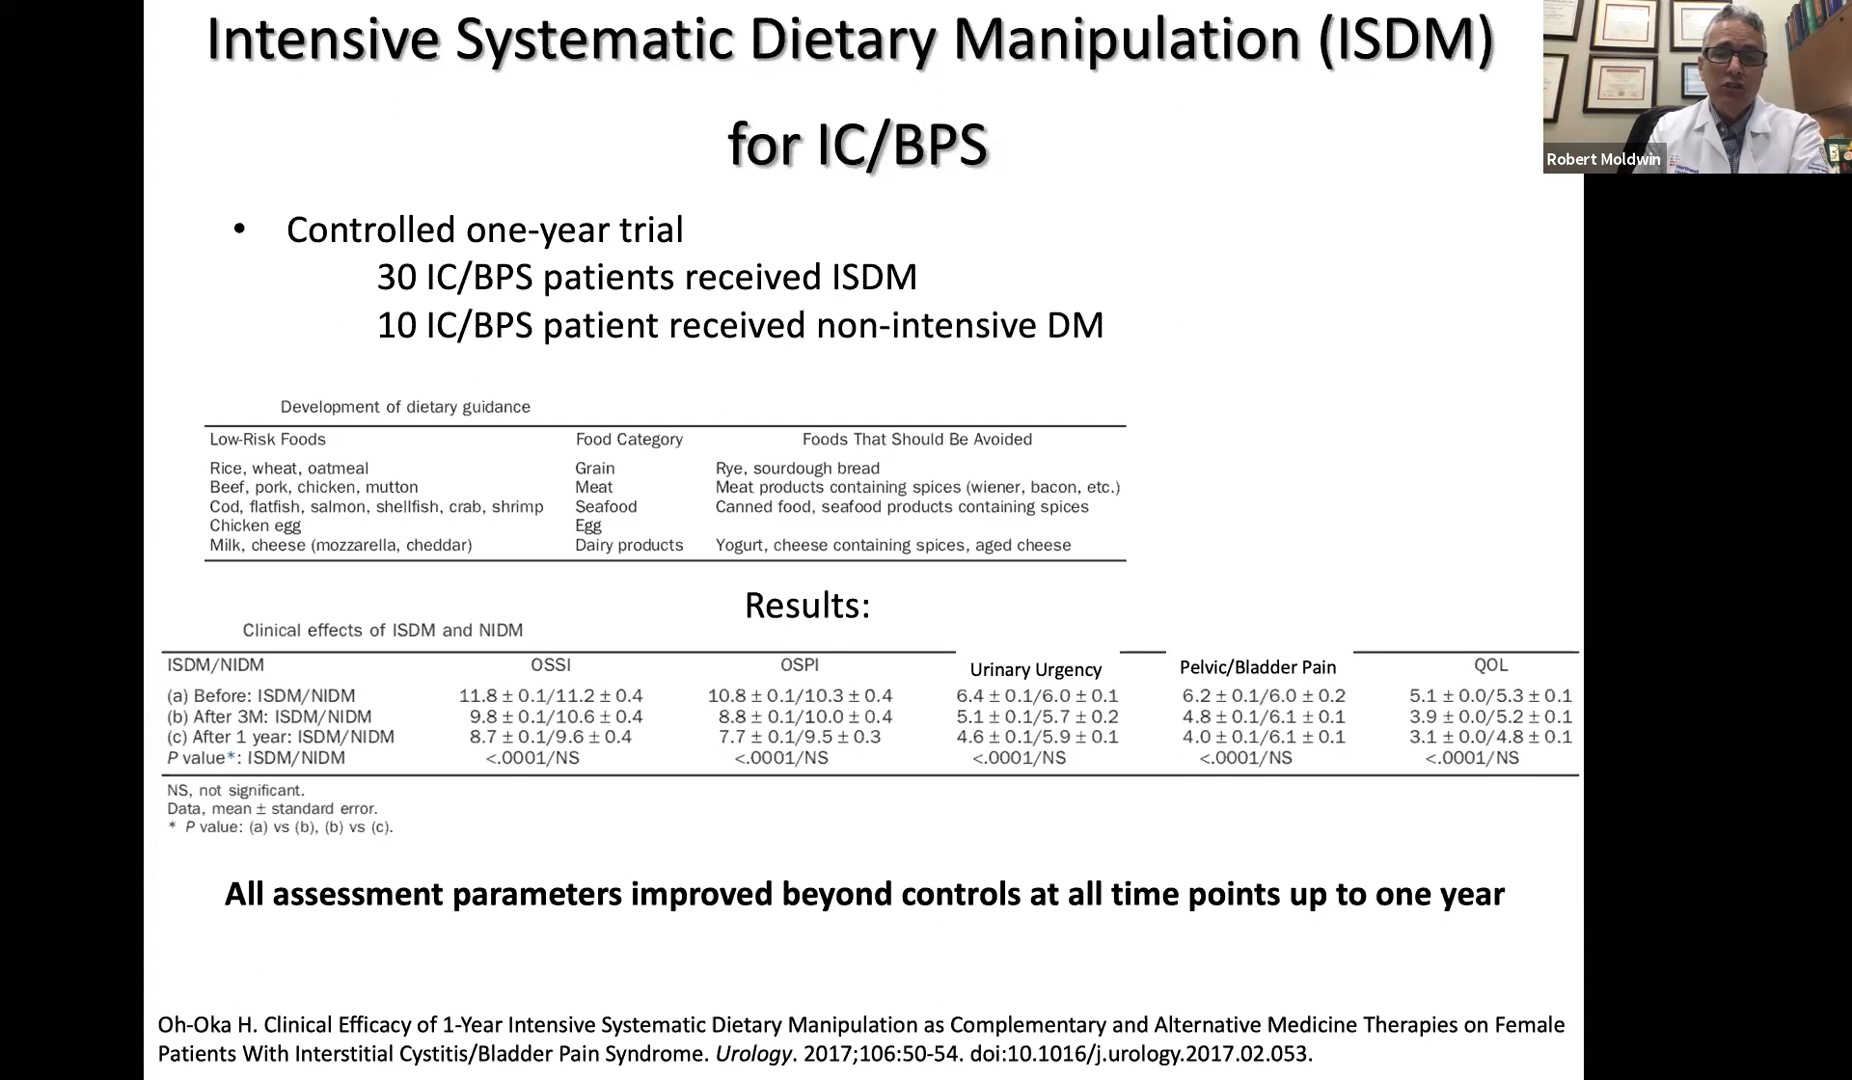 Intensive Systematic Dietary Manipulation (ISDM)
for IC/BPS
Robert Moldwin
• Controlled one-year trial
30 IC/BPS patients received ISDM
10 IC/BPS patient received non-intensive DM
Development of dietary guidance
Low-Risk Foods Food Category Foods That Should Be Avoided
Rice, wheat, oatmeal Grain Rye, sourdough bread
Beef, pork, chicken, mutton Meat Meat products containing spices (wiener, bacon, etc.)
Cod, flatfish, salmon, shellfish, crab, shrimp Seafood Canned food, seafood products containing spices
Chicken egg Egg
Milk, cheese (mozzarella, cheddar) Dairy products Yogurt, cheese containing spices, aged cheese
Results:
Clinical effects of ISDM and NIDM
ISDM/NIDM OSSI OSPI Urinary Urgency Pelvic/Bladder Pain QOL
(a) Before: ISDM/NIDM 11.8 ± 0.1/11.2 ± 0.4 10.8 ± 0.1/10.3 ± 0.4 6.4 ± 0.1/6.0 ± 0.1 6.2 ± 0.1/6.0 ± 0.2 5.1 ± 0.0/5.3 ± 0.1
(b) After 3M: ISDM/NIDM 9.8 ± 0.1/10.6 ± 0.4 8.8 ± 0.1/10.0 ± 0.4 5.1 ± 0.1/5.7 ± 0.2 4.8 ± 0.1/6.1 ± 0.1 3.9 ± 0.0/5.2 ± 0.1
(c) After 1 year: ISDM/NIDM 8.7 ± 0.1/9.6 ± 0.4 7.7 ± 0.1/9.5 ± 0.3 4.6 ± 0.1/5.9 ± 0.1 4.0 ± 0.1/6.1 ± 0.1 3.1 ± 0.0/4.8 ± 0.1
P value*: ISDM/NIDM <.0001/NS <.0001/NS <.0001/NS <.0001/NS <.0001/NS
NS, not significant.
Data, mean ± standard error.
* P value: (a) vs (b), (b) vs (c).
All assessment parameters improved beyond controls at all time points up to one year
Oh-Oka H. Clinical Efficacy of 1-Year Intensive Systematic Dietary Manipulation as Complementary and Alternative Medicine Therapies on Female
Patients With Interstitial Cystitis/Bladder Pain Syndrome. Urology. 2017;106:50-54. doi:10.1016/j.urology.2017.02.053.